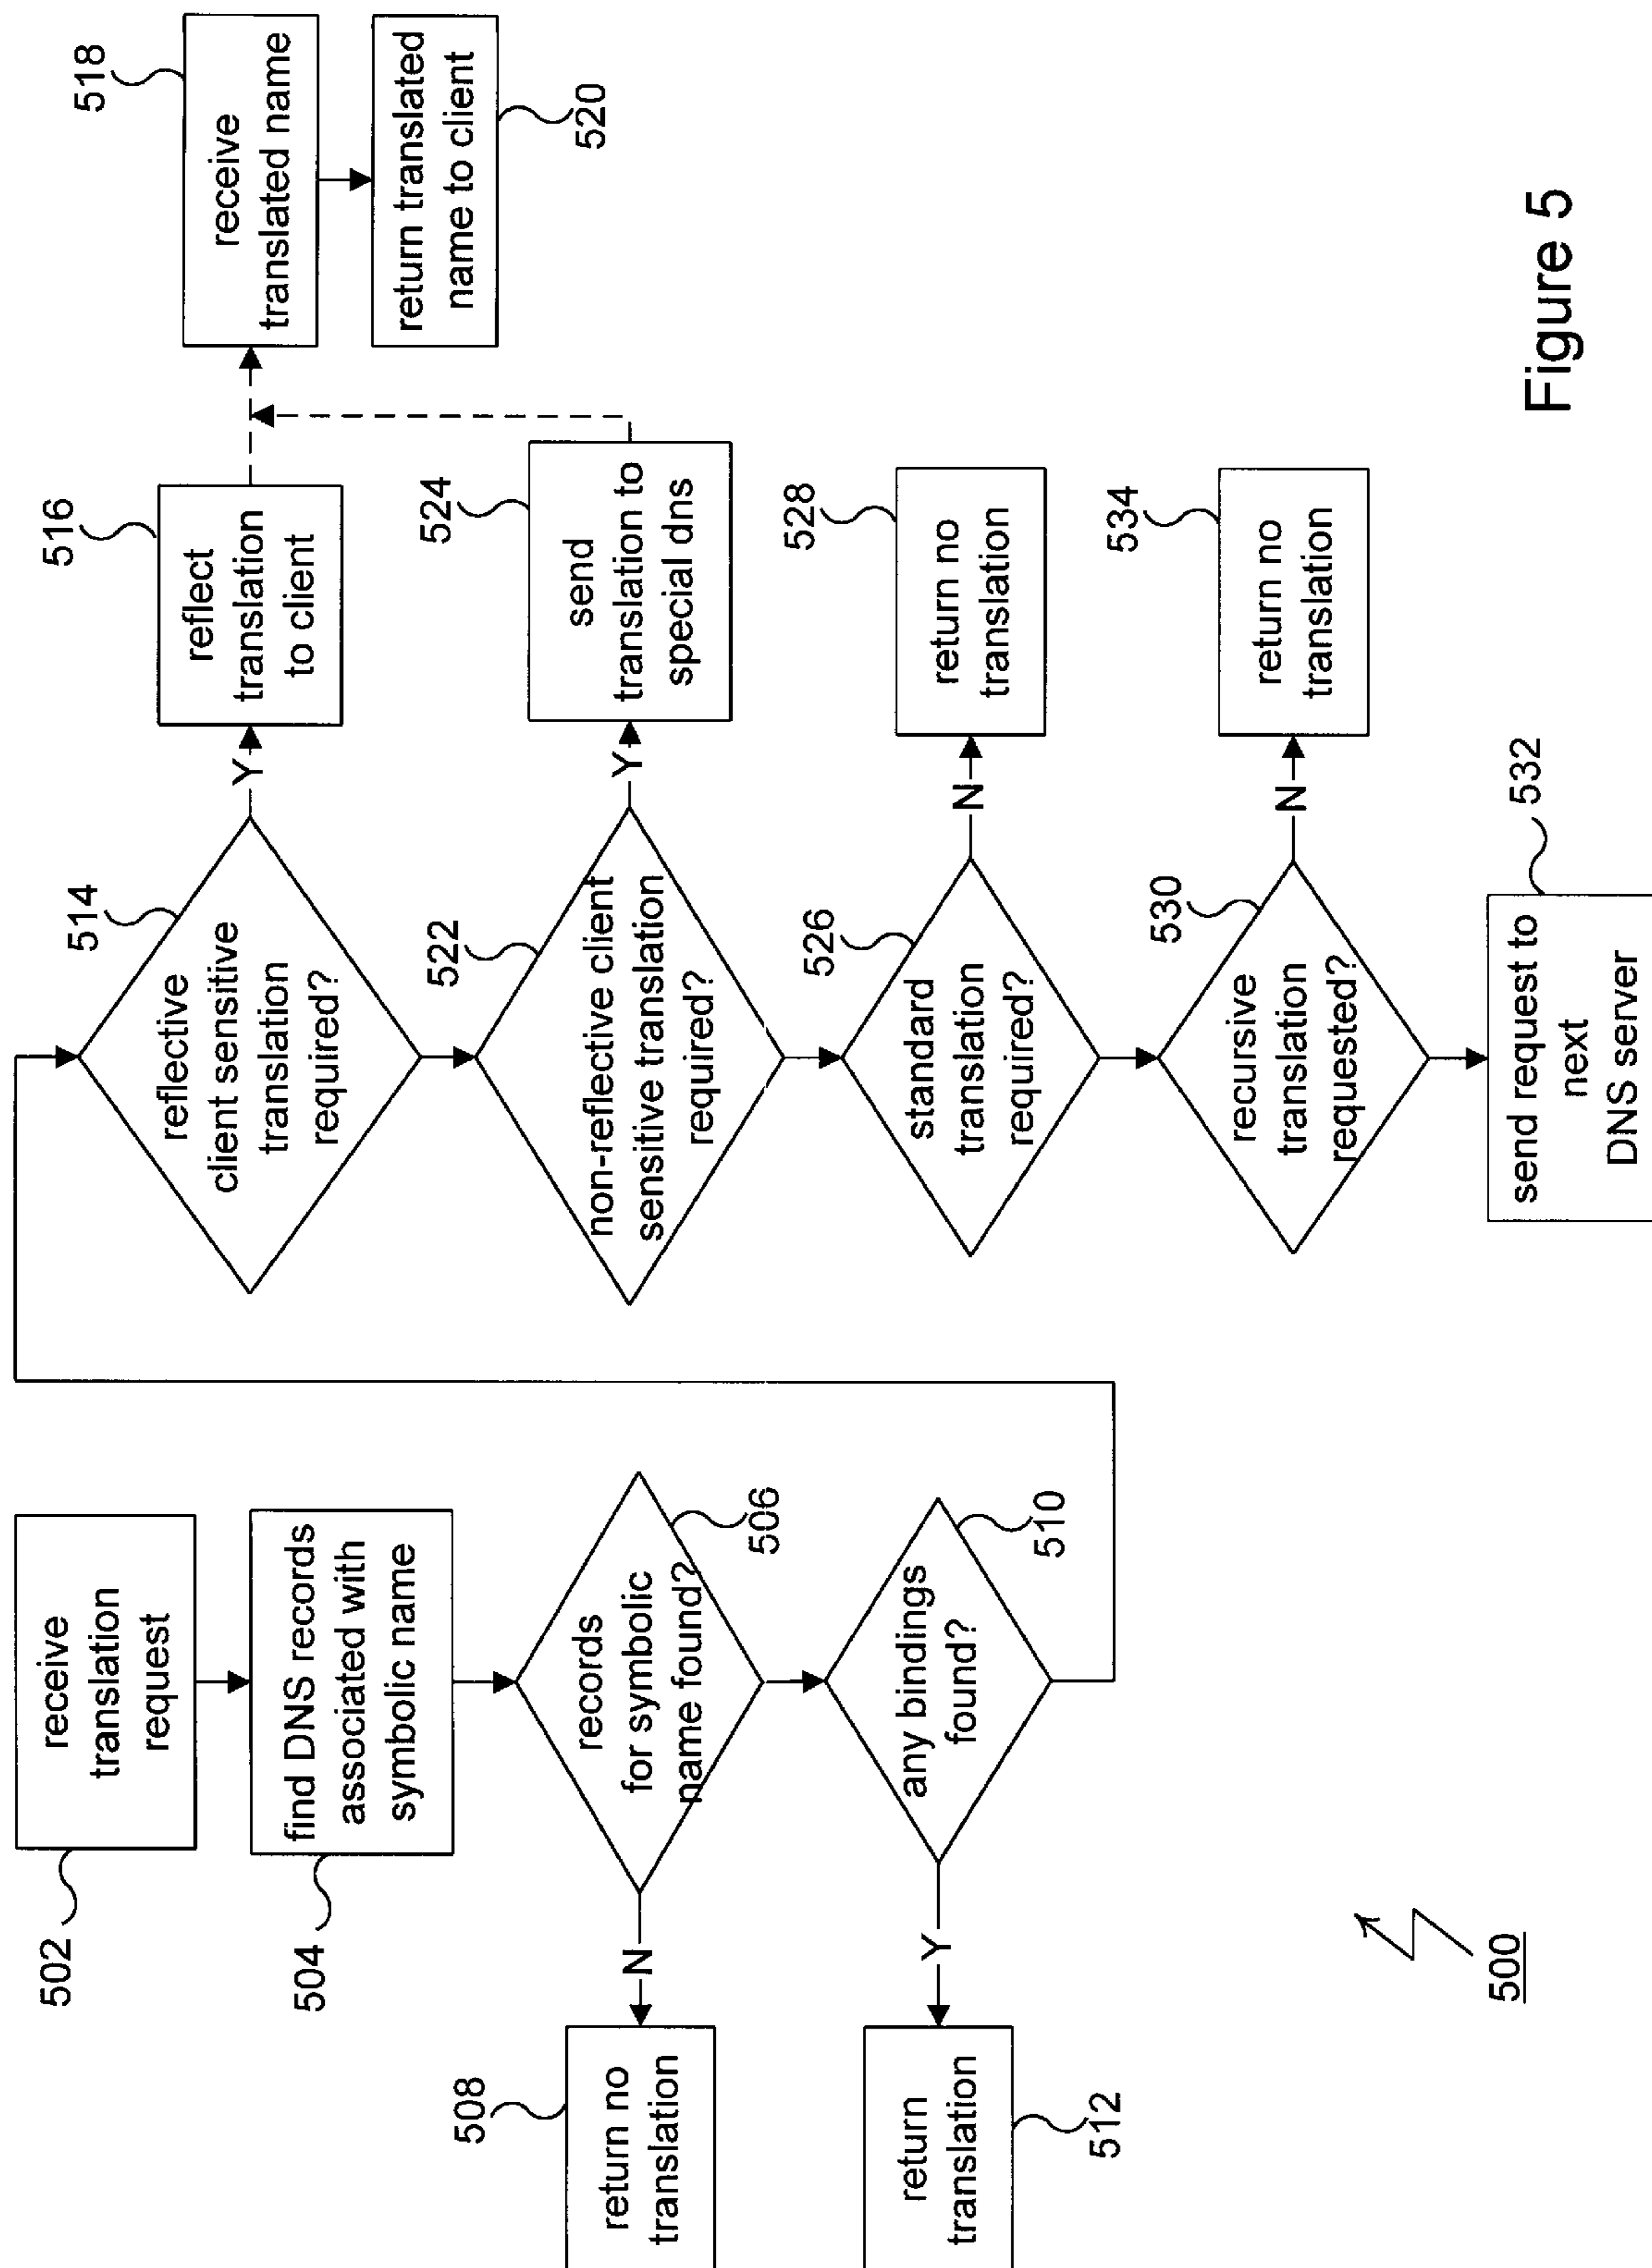 502
receive
translation
request
504
find DNS records
associated with
symbolic name
records
for symbolic
name found?
506
N
508
return no
translation
any bindings
found?
510
Y
return
translation
512
514
reflective
client sensitive
translation
required?
Y
516
reflect
translation
to client
518
receive
translated name
return translated
name to client
520
522
non-reflective client
sensitive translation
required?
Y
524
send
translation to
special dns
526
standard
translation
required?
N
528
return no
translation
530
recursive
translation
requested?
N
534
return no
translation
send request to
next
DNS server
532
500
Figure 5